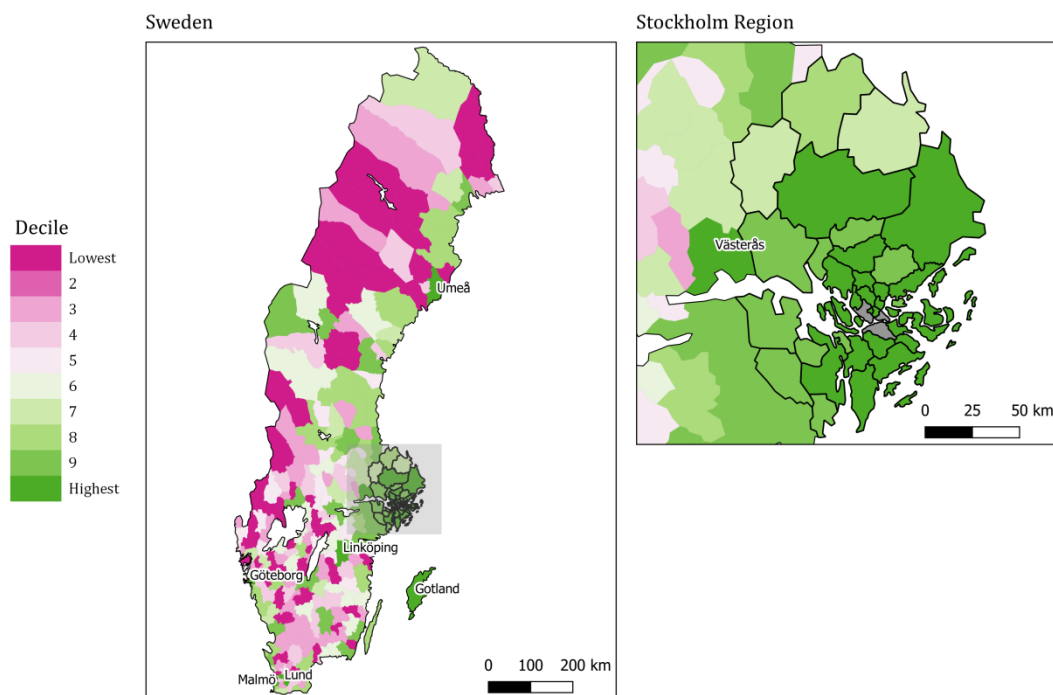 Sweden
Stockholm Region
Decile
Lowest
2
3
4
5
6
7
8
9
Highest
Umeå
Linköping
Göteborg
Gotland
Malmö
Lund
0 100 200 km
Västerås
0 25 50 km